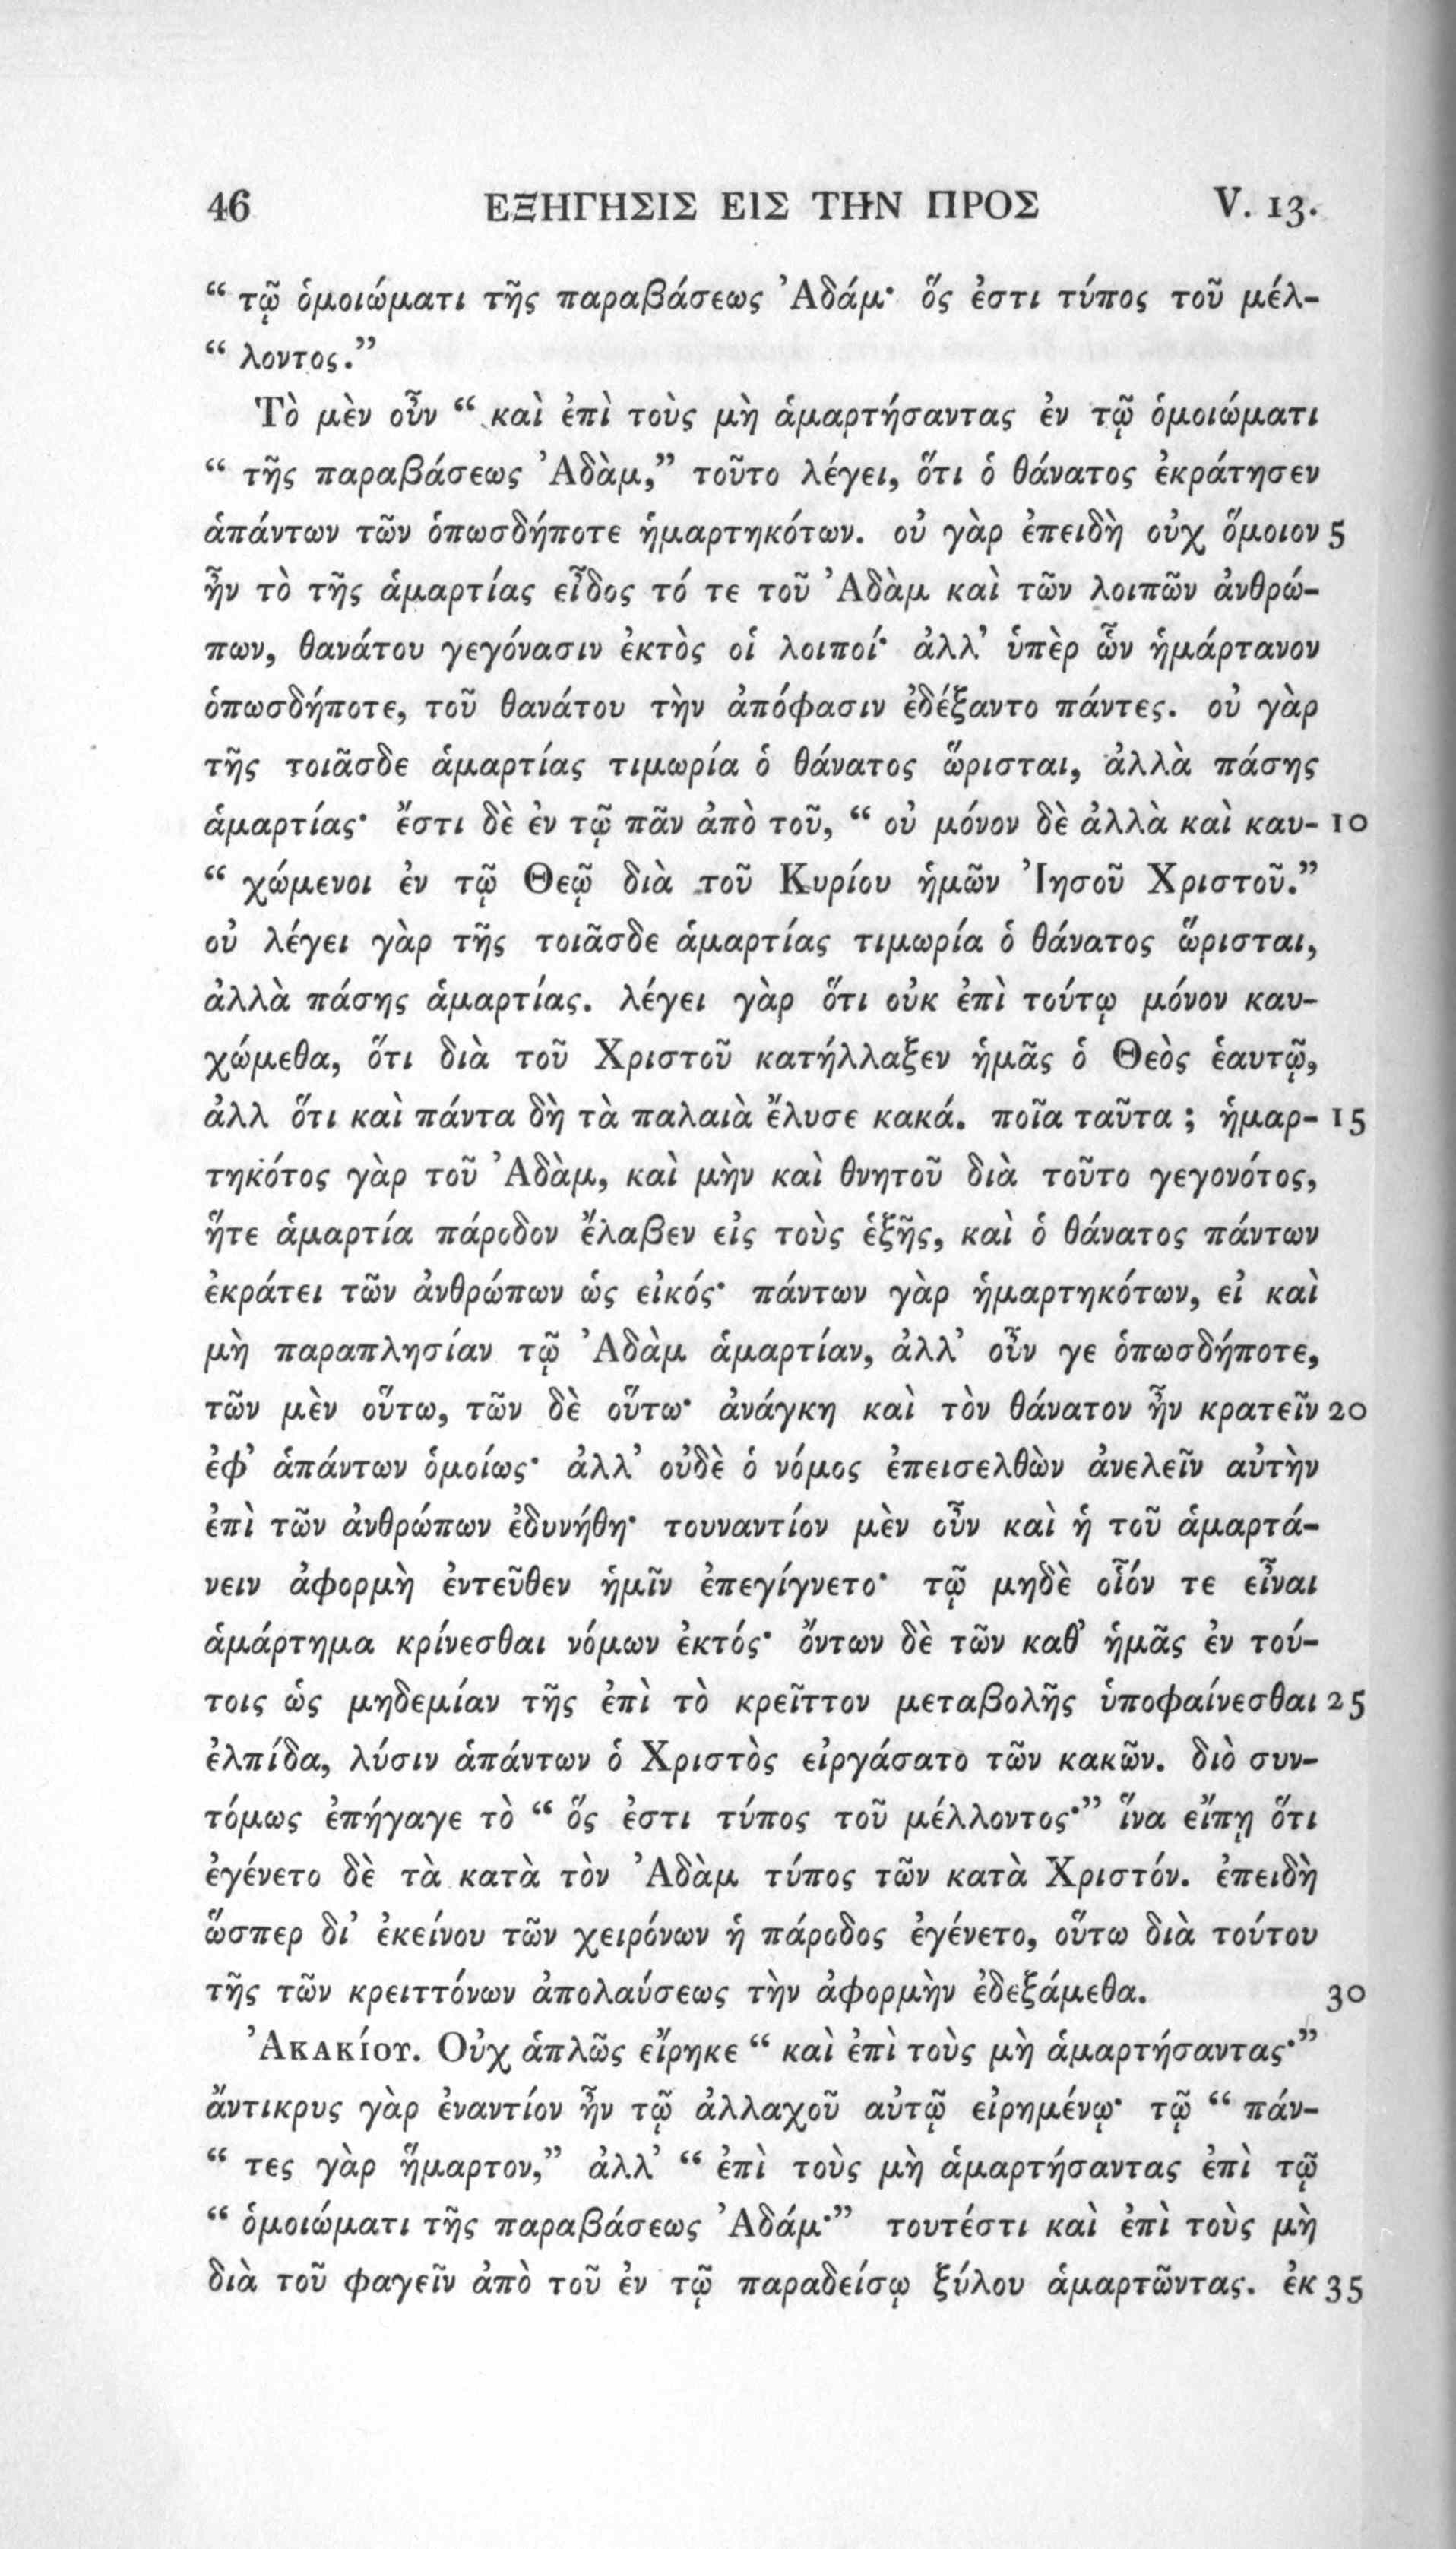 46 ΕΞΗΓΗΣΙΣ ΕΙΣ ΤΗΝ ΠΡΟΣ V. 13.
“ τῷ ὁμοιώματι τῆς παραβάσεως Ἀδάμ· ὅς ἐστι τύπος τοῦ μέλ-
“ λοντος.”
Τὸ μὲν οὖν “ καὶ ἐπὶ τοὺς μὴ ἁμαρτήσαντας ἐν τῷ ὁμοιώματι
“ τῆς παραβάσεως Ἀδὰμ,” τοῦτο λέγει, ὅτι ὁ θάνατος ἐκράτησεν
ἁπάντων τῶν ὁπωσδήποτε ἡμαρτηκότων. οὐ γὰρ ἐπειδὴ οὐχ ὅμοιον 5
ἦν τὸ τῆς ἁμαρτίας εἶδος τό τε τοῦ Ἀδὰμ καὶ τῶν λοιπῶν ἀνθρώ-
πων, θανάτου γεγόνασιν ἐκτὸς οἱ λοιποί· ἀλλ’ ὑπὲρ ὧν ἡμάρτανον
ὁπωσδήποτε, τοῦ θανάτου τὴν ἀπόφασιν ἐδέξαντο πάντες. οὐ γὰρ
τῆς τοιᾶσδε ἁμαρτίας τιμωρία ὁ θάνατος ὥρισται, ἀλλὰ πάσης
ἁμαρτίας· ἔστι δὲ ἐν τῷ πᾶν ἀπὸ τοῦ, “ οὐ μόνον δὲ ἀλλὰ καὶ καυ- 10
“ χώμενοι ἐν τῷ Θεῷ διὰ τοῦ Κυρίου ἡμῶν Ἰησοῦ Χριστοῦ.”
οὐ λέγει γὰρ τῆς τοιᾶσδε ἁμαρτίας τιμωρία ὁ θάνατος ὥρισται,
ἀλλὰ πάσης ἁμαρτίας. λέγει γὰρ ὅτι οὐκ ἐπὶ τούτῳ μόνον καυ-
χώμεθα, ὅτι διὰ τοῦ Χριστοῦ κατήλλαξεν ἡμᾶς ὁ Θεὸς ἑαυτῷ,
ἀλλ ὅτι καὶ πάντα δὴ τὰ παλαιὰ ἔλυσε κακά. ποῖα ταῦτα ; ἡμαρ- 15
τηκότος γὰρ τοῦ Ἀδὰμ, καὶ μὴν καὶ θνητοῦ διὰ τοῦτο γεγονότος,
ἥτε ἁμαρτία πάροδον ἔλαβεν εἰς τοὺς ἑξῆς, καὶ ὁ θάνατος πάντων
ἐκράτει τῶν ἀνθρώπων ὡς εἰκός· πάντων γὰρ ἡμαρτηκότων, εἰ καὶ
μὴ παραπλησίαν τῷ Ἀδὰμ ἁμαρτίαν, ἀλλ’ οὖν γε ὁπωσδήποτε,
τῶν μὲν οὕτω, τῶν δὲ οὕτω· ἀνάγκη καὶ τὸν θάνατον ἦν κρατεῖν 20
ἐφ’ ἁπάντων ὁμοίως· ἀλλ’ οὐδὲ ὁ νόμος ἐπεισελθὼν ἀνελεῖν αὐτὴν
ἐπὶ τῶν ἀνθρώπων ἐδυνήθη· τουναντίον μὲν οὖν καὶ ἡ τοῦ ἁμαρτά-
νειν ἀφορμὴ ἐντεῦθεν ἡμῖν ἐπεγίγνετο· τῷ μηδὲ οἷόν τε εἶναι
ἁμάρτημα κρίνεσθαι νόμων ἐκτός· ὄντων δὲ τῶν καθ’ ἡμᾶς ἐν τού-
τοις ὡς μηδεμίαν τῆς ἐπὶ τὸ κρεῖττον μεταβολῆς ὑποφαίνεσθαι 25
ἐλπίδα, λύσιν ἁπάντων ὁ Χριστὸς εἰργάσατο τῶν κακῶν. διὸ συν-
τόμως ἐπήγαγε τὸ “ ὅς ἐστι τύπος τοῦ μέλλοντος·” ἵνα εἴπῃ ὅτι
ἐγένετο δὲ τὰ κατὰ τὸν Ἀδὰμ τύπος τῶν κατὰ Χριστόν. ἐπειδὴ
ὥσπερ δι’ ἐκείνου τῶν χειρόνων ἡ πάροδος ἐγένετο, οὕτω διὰ τούτου
τῆς τῶν κρειττόνων ἀπολαύσεως τὴν ἀφορμὴν ἐδεξάμεθα. 30
Ἀκακίου. Οὐχ ἁπλῶς εἴρηκε “ καὶ ἐπὶ τοὺς μὴ ἁμαρτήσαντας·”
ἄντικρυς γὰρ ἐναντίον ἦν τῷ ἀλλαχοῦ αὐτῷ εἰρημένῳ· τῷ “ πάν-
“ τες γὰρ ἥμαρτον,” ἀλλ’ “ ἐπὶ τοὺς μὴ ἁμαρτήσαντας ἐπὶ τῷ
“ ὁμοιώματι τῆς παραβάσεως Ἀδάμ·” τουτέστι καὶ ἐπὶ τοὺς μὴ
διὰ τοῦ φαγεῖν ἀπὸ τοῦ ἐν τῷ παραδείσῳ ξύλου ἁμαρτῶντας. ἐκ 35